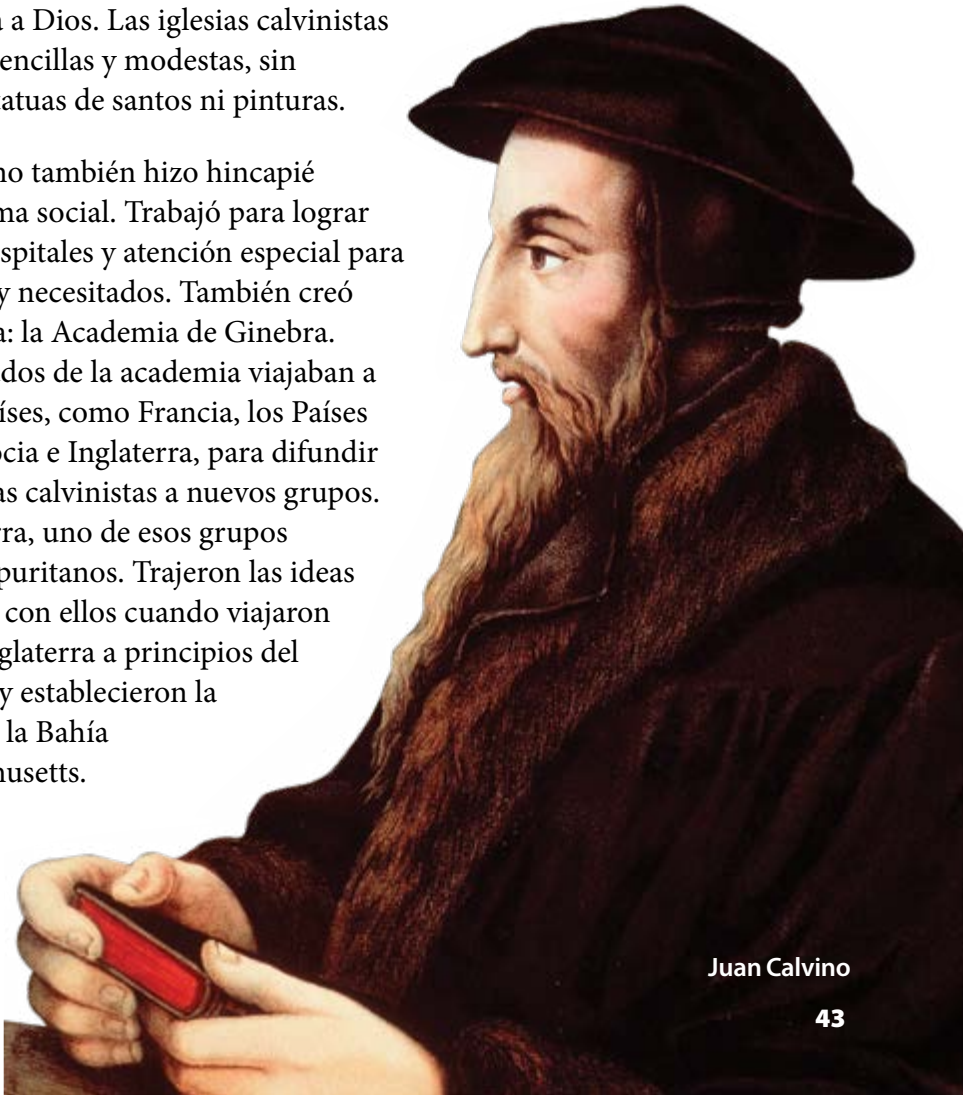 a Dios. Las iglesias calvinistas
encillas y modestas, sin
tatuas de santos ni pinturas.
no también hizo hincapié
ma social. Trabajó para lograr
spitales y atención especial para
y necesitados. También creó
a: la Academia de Ginebra.
dos de la academia viajaban a
íses, como Francia, los Países
ocia e Inglaterra, para difundir
as calvinistas a nuevos grupos.
rra, uno de esos grupos
puritanos. Trajeron las ideas
con ellos cuando viajaron
glaterra a principios del
y establecieron la
la Bahía
husetts.
Juan Calvino
43